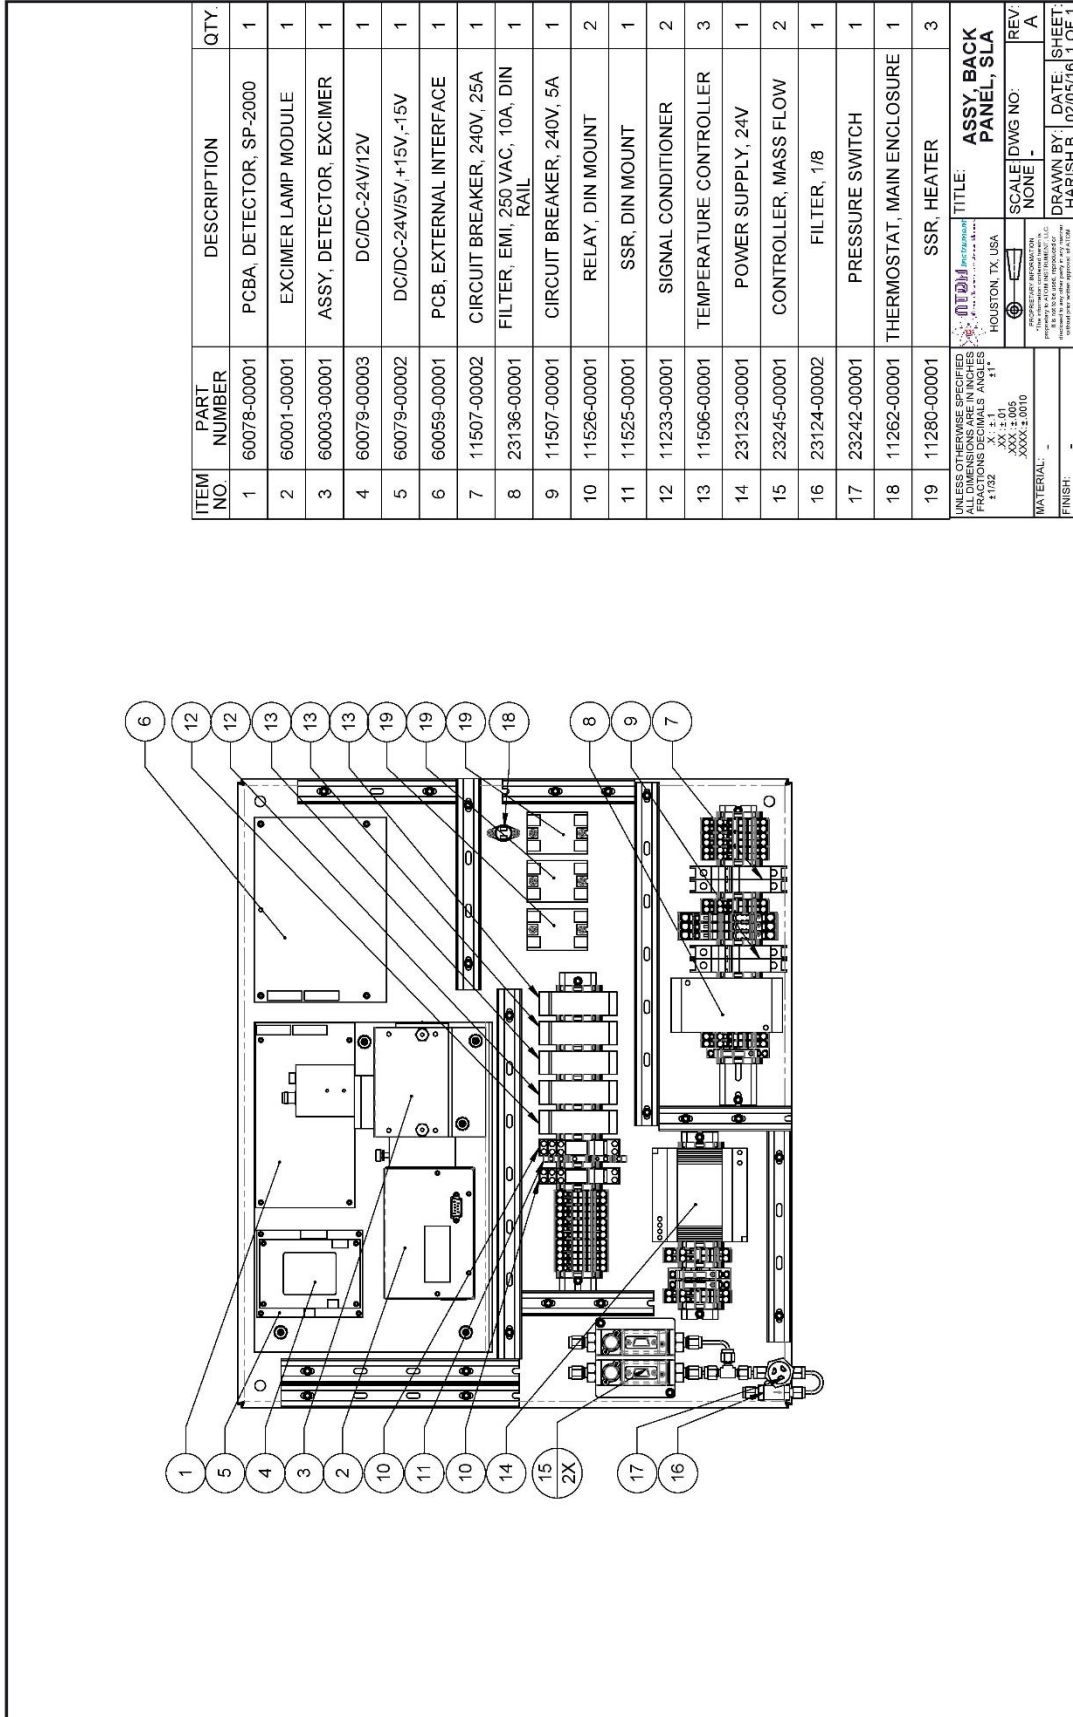 ITEM NO. PART NUMBER DESCRIPTION QTY.
1 60078-00001 PCBA, DETECTOR, SP-2000 1
2 60001-00001 EXCIMER LAMP MODULE 1
3 60003-00001 ASSY, DETECTOR, EXCIMER 1
4 60079-00003 DC/DC-24V/12V 1
5 60079-00002 DC/DC-24V/5V,+15V,-15V 1
6 60059-00001 PCB, EXTERNAL INTERFACE 1
7 11507-00002 CIRCUIT BREAKER, 240V, 25A 1
8 23136-00001 FILTER, EMI, 250 VAC, 10A, DIN RAIL 1
9 11507-00001 CIRCUIT BREAKER, 240V, 5A 1
10 11526-00001 RELAY, DIN MOUNT 2
11 11525-00001 SSR, DIN MOUNT 1
12 11233-00001 SIGNAL CONDITIONER 2
13 11506-00001 TEMPERATURE CONTROLLER 3
14 23123-00001 POWER SUPPLY, 24V 1
15 23245-00001 CONTROLLER, MASS FLOW 2
16 23124-00002 FILTER, 1/8 1
17 23242-00001 PRESSURE SWITCH 1
18 11262-00001 THERMOSTAT, MAIN ENCLOSURE 1
19 11280-00001 SSR, HEATER 3
6
12
12
13
13
13
19
19
19
18
8
9
7
1
5
4
3
2
10
11
10
14
15
2X
17
16
UNLESS OTHERWISE SPECIFIED
ALL DIMENSIONS ARE IN INCHES
FRACTIONS DECIMALS ANGLES
±1/32 .X : ±.1 ±1°
.XX :±.01
.XXX :±.005
.XXXX:±.0010
MATERIAL: -
FINISH: -
HOUSTON, TX, USA
PROPRIETARY INFORMATION
TITLE: ASSY, BACK
PANEL, SLA
SCALE: NONE
DWG NO: -
REV: A
DRAWN BY: HARISH B
DATE: 02/05/16
SHEET: 1 OF 1